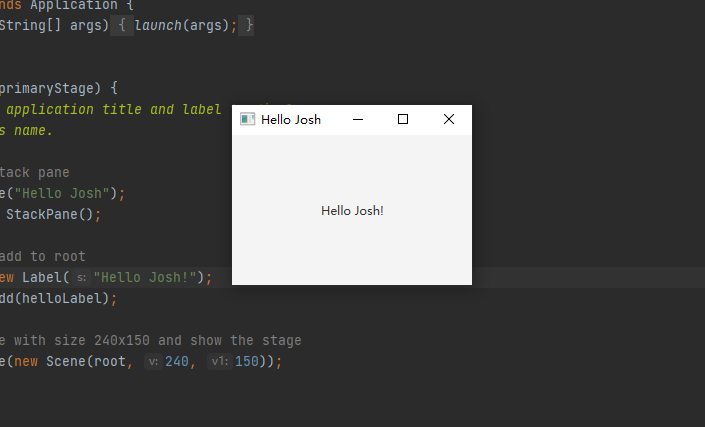 nds Application {
String[] args) { launch(args); }
primaryStage) {
application title and label
s name.
Hello Josh
Hello Josh!
tack pane
e("Hello Josh");
StackPane();
add to root
ew Label( s: "Hello Josh!");
dd(helloLabel);
e with size 240x150 and show the stage
e(new Scene(root, v: 240, v1: 150));